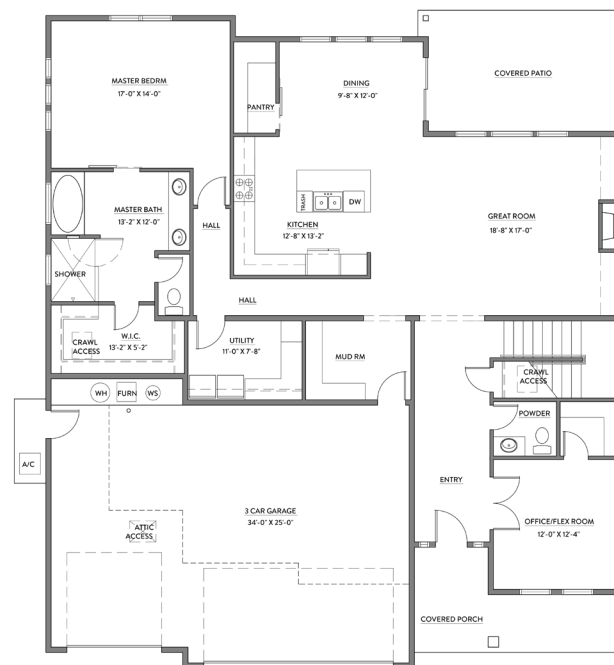 MASTER BEDRM
17'-0" X 14'-0"
DINING
9'-8" X 12'-0"
COVERED PATIO
PANTRY
MASTER BATH
13'-2" X 12'-0"
TRASH
DW
HALL
KITCHEN
12'-8" X 13'-2"
GREAT ROOM
18'-8" X 17'-0"
SHOWER
HALL
W.I.C.
13'-2" X 5'-2"
CRAWL
ACCESS
UTILITY
11'-0" X 7'-8"
MUD RM
CRAWL
ACCESS
WH
FURN
WS
POWDER
A/C
ENTRY
3 CAR GARAGE
34'-0" X 25'-0"
OFFICE/FLEX ROOM
12'-0" X 12'-4"
ATTIC
ACCESS
COVERED PORCH